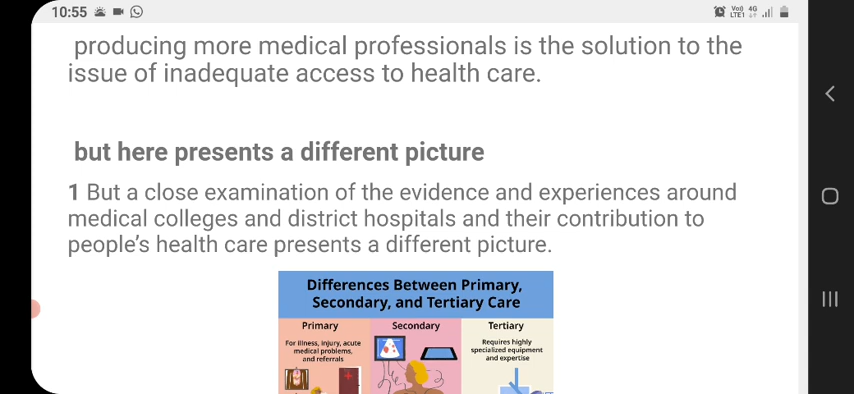 10:55
Vo)) 4G
LTE1
producing more medical professionals is the solution to the
issue of inadequate access to health care.
but here presents a different picture
1 But a close examination of the evidence and experiences around
medical colleges and district hospitals and their contribution to
people's health care presents a different picture.
Differences Between Primary,
Secondary, and Tertiary Care
Primary
For illness, injury, acute
medical problems,
and referrals
Secondary
Tertiary
Requires highly
specialized equipment
and expertise